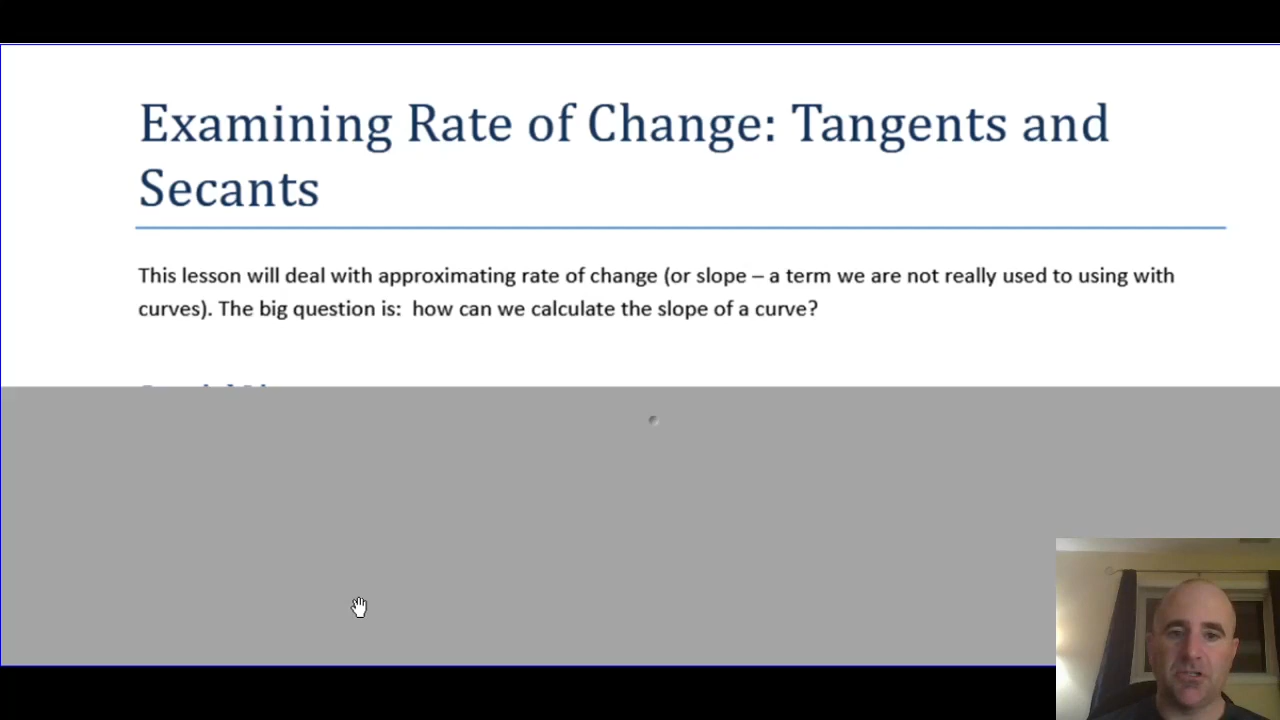 Examining Rate of Change: Tangents and
Secants
This lesson will deal with approximating rate of change (or slope – a term we are not really used to using with
curves). The big question is:  how can we calculate the slope of a curve?